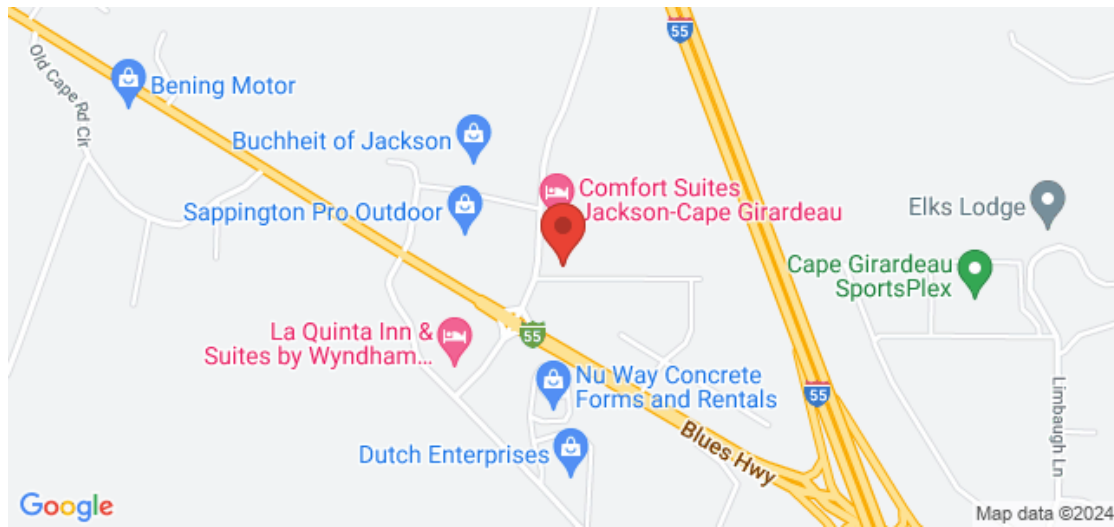 55
Old Cape Rd Cir
Bening Motor
Buchheit of Jackson
Comfort Suites
Jackson-Cape Girardeau
Sappington Pro Outdoor
Elks Lodge
Cape Girardeau
SportsPlex
La Quinta Inn &
Suites by Wyndham...
55
Nu Way Concrete
Forms and Rentals
55
Limbaugh Ln
Blues Hwy
Dutch Enterprises
Google
Map data ©2024